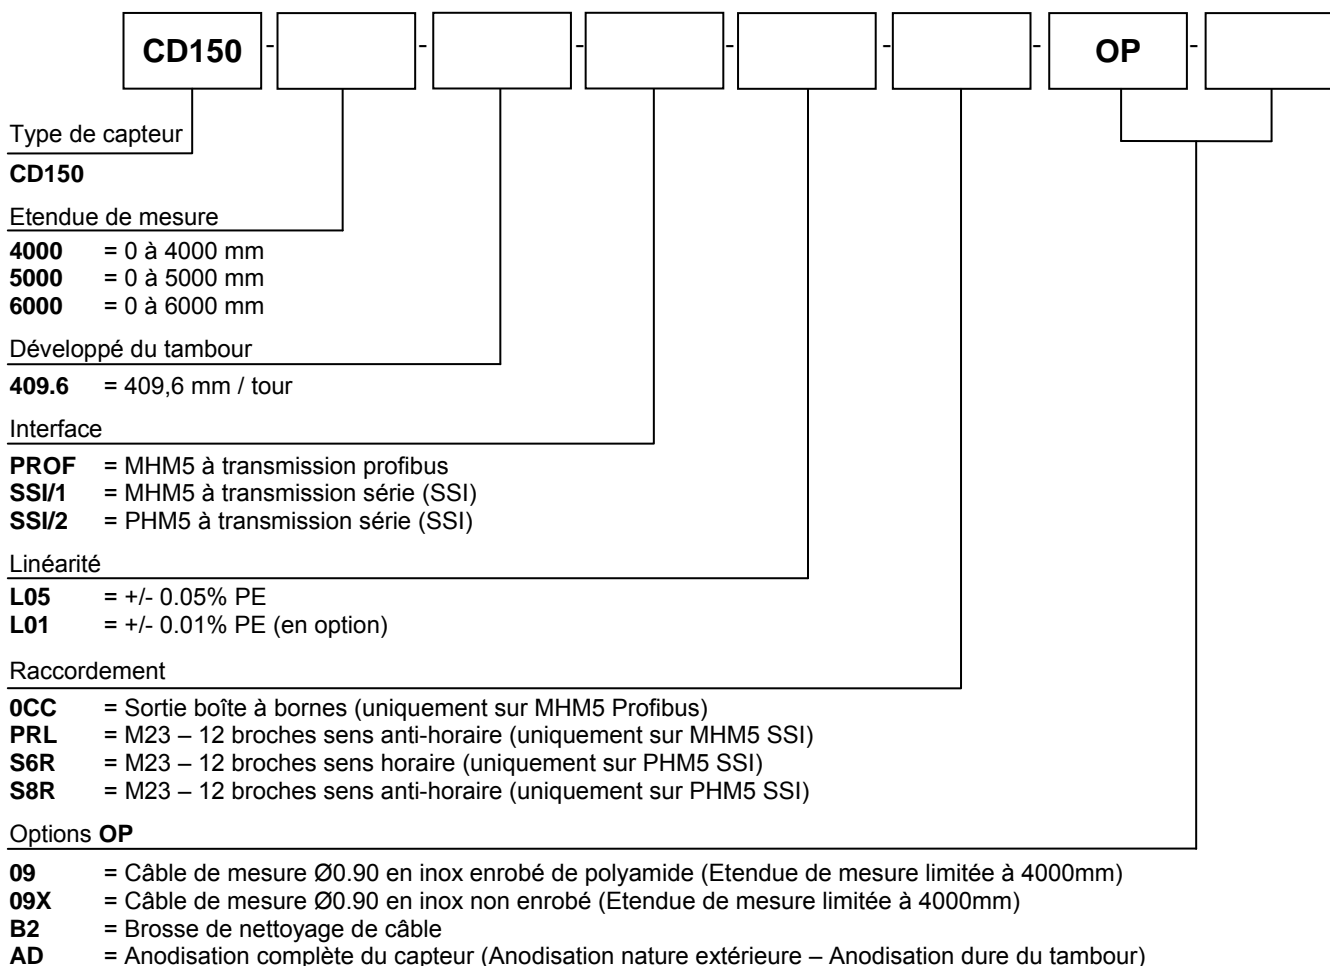 CD150 - - - - - - OP -
Type de capteur
CD150
Etendue de mesure
4000 = 0 à 4000 mm
5000 = 0 à 5000 mm
6000 = 0 à 6000 mm
Développé du tambour
409.6 = 409,6 mm / tour
Interface
PROF = MHM5 à transmission profibus
SSI/1 = MHM5 à transmission série (SSI)
SSI/2 = PHM5 à transmission série (SSI)
Linéarité
L05 = +/- 0.05% PE
L01 = +/- 0.01% PE (en option)
Raccordement
0CC = Sortie boîte à bornes (uniquement sur MHM5 Profibus)
PRL = M23 – 12 broches sens anti-horaire (uniquement sur MHM5 SSI)
S6R = M23 – 12 broches sens horaire (uniquement sur PHM5 SSI)
S8R = M23 – 12 broches sens anti-horaire (uniquement sur PHM5 SSI)
Options OP
09 = Câble de mesure Ø0.90 en inox enrobé de polyamide (Etendue de mesure limitée à 4000mm)
09X = Câble de mesure Ø0.90 en inox non enrobé (Etendue de mesure limitée à 4000mm)
B2 = Brosse de nettoyage de câble
AD = Anodisation complète du capteur (Anodisation nature extérieure – Anodisation dure du tambour)